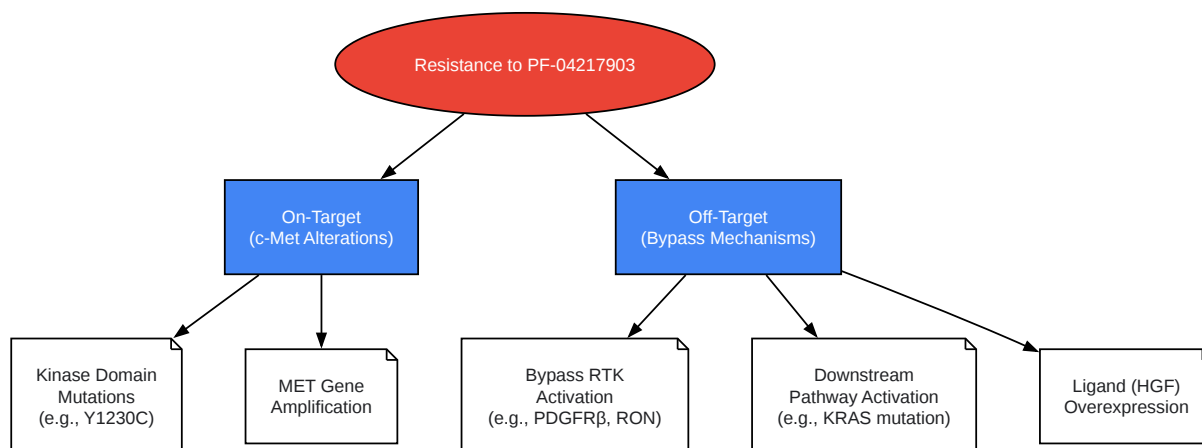 Resistance to PF-04217903
On-Target
(c-Met Alterations)
Off-Target
(Bypass Mechanisms)
Kinase Domain
Mutations
(e.g., Y1230C)
MET Gene
Amplification
Bypass RTK
Activation
(e.g., PDGFRβ, RON)
Downstream
Pathway Activation
(e.g., KRAS mutation)
Ligand (HGF)
Overexpression